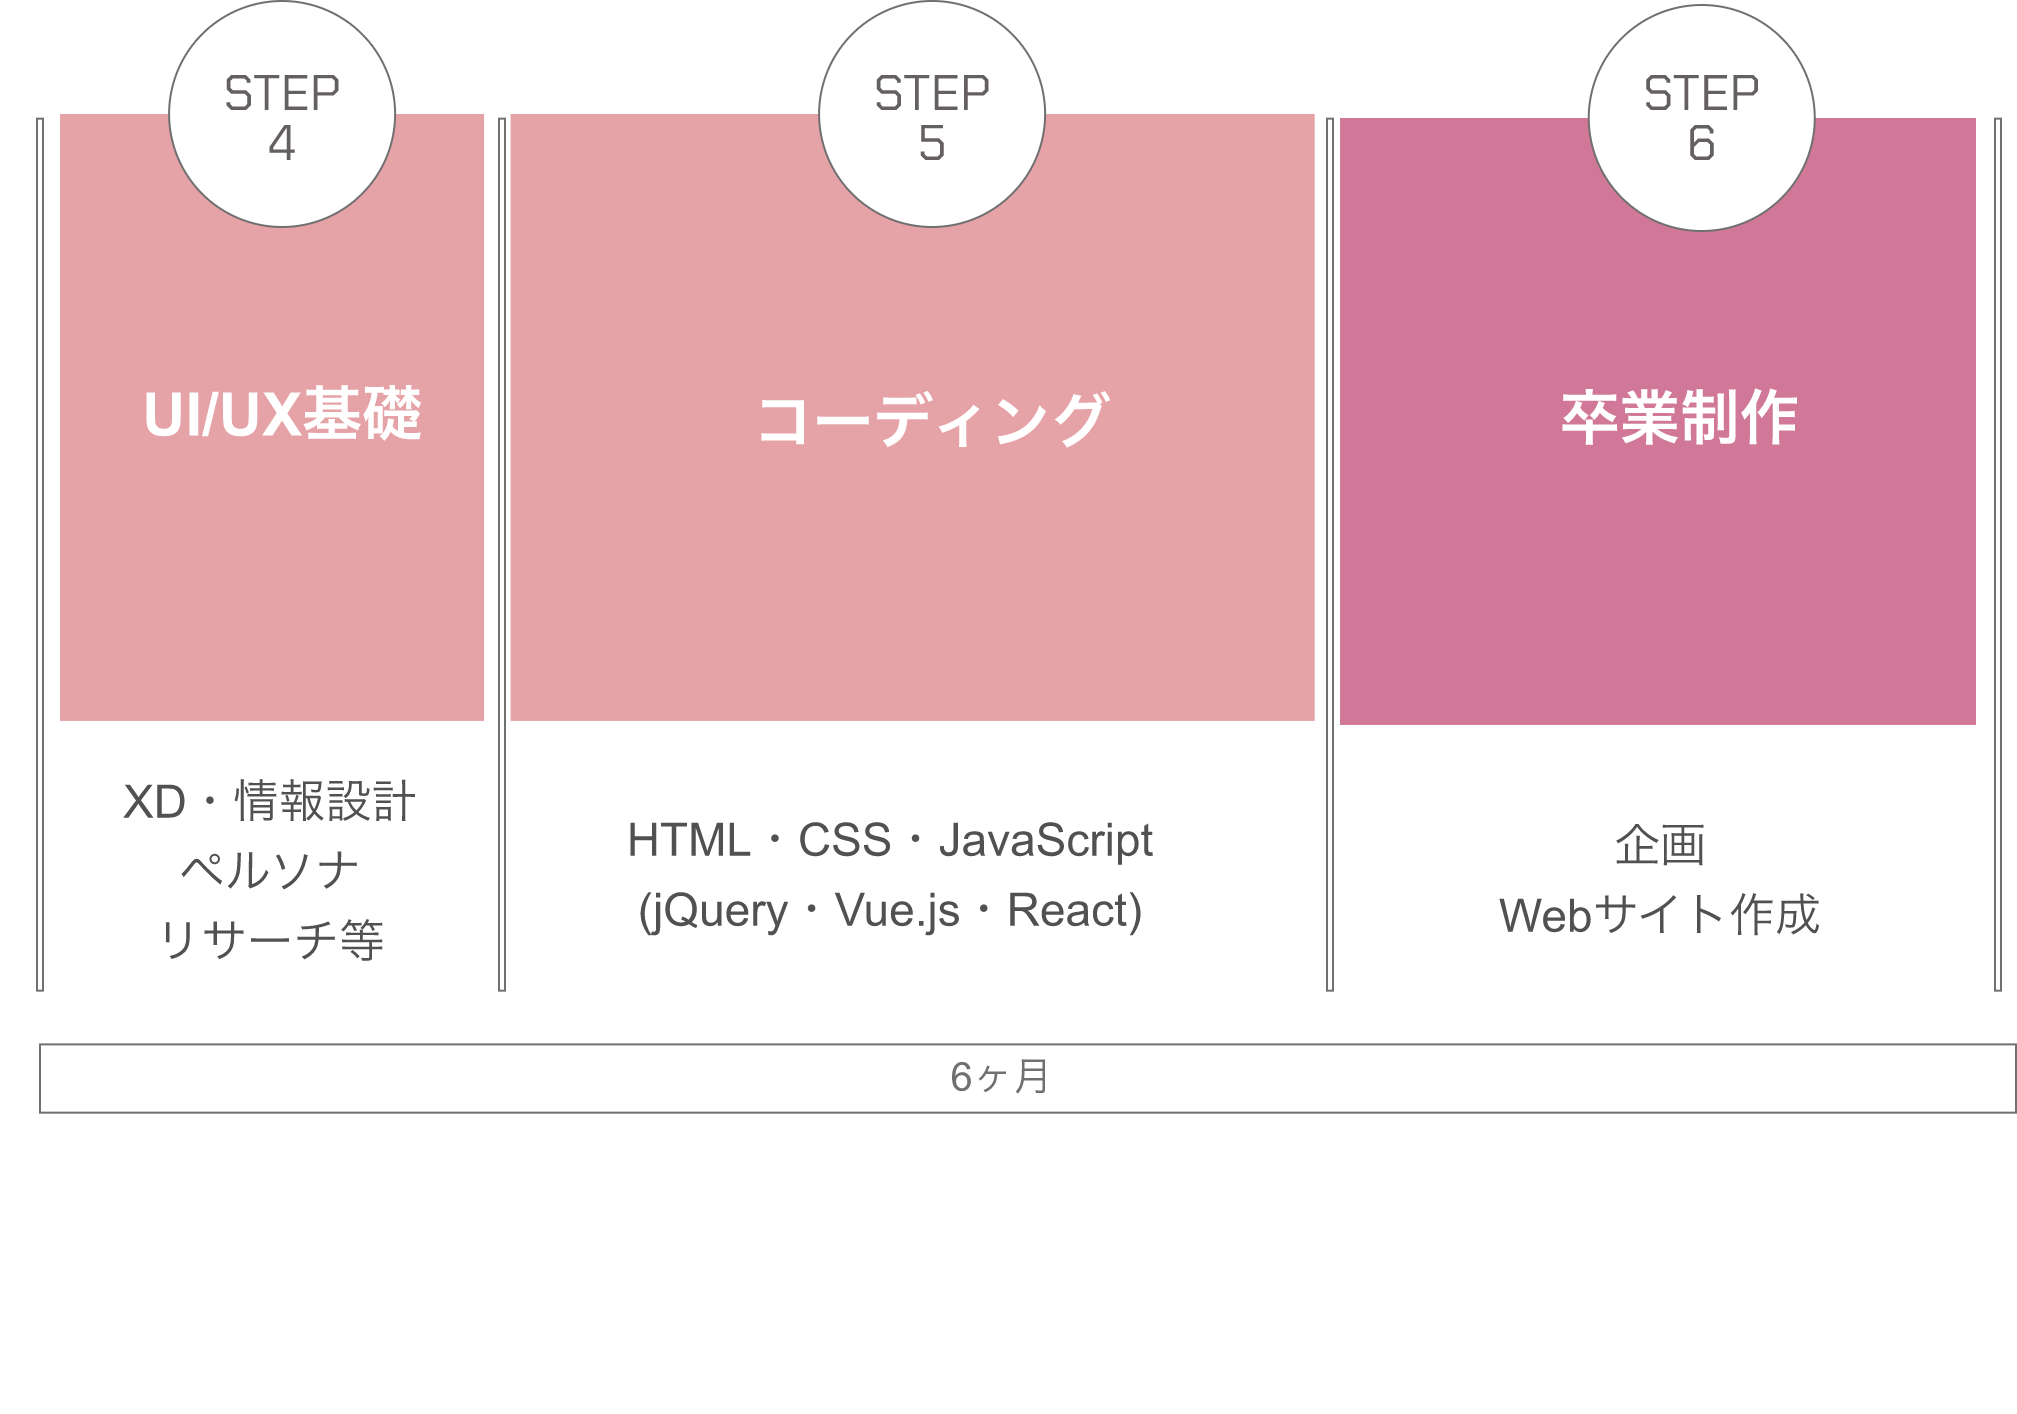 STEP
4
STEP
5
STEP
6
UI/UX基礎
コーディング
卒業制作
XD・情報設計
ペルソナ
リサーチ等
HTML・CSS・JavaScript
(jQuery・Vue.js・React)
企画
Webサイト作成
6ヶ月